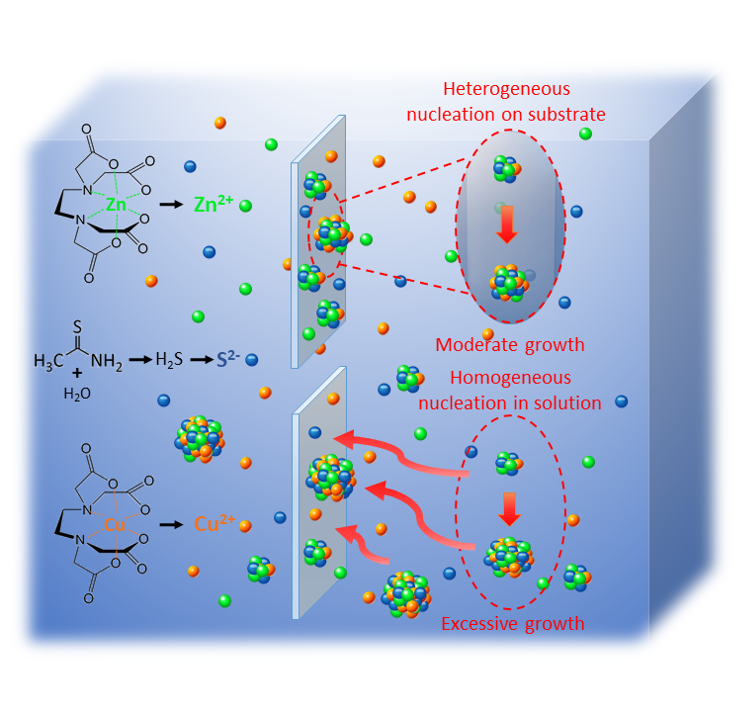 Heterogeneous
nucleation on substrate
O
O
O
O
N
Zn
Zn²⁺
N
O
O
O
O
Moderate growth
S
H₃C NH₂ H₂S S²⁻
+
H₂O
Homogeneous
nucleation in solution
O
O
O
O
N
Cu
Cu²⁺
N
O
O
O
O
Excessive growth